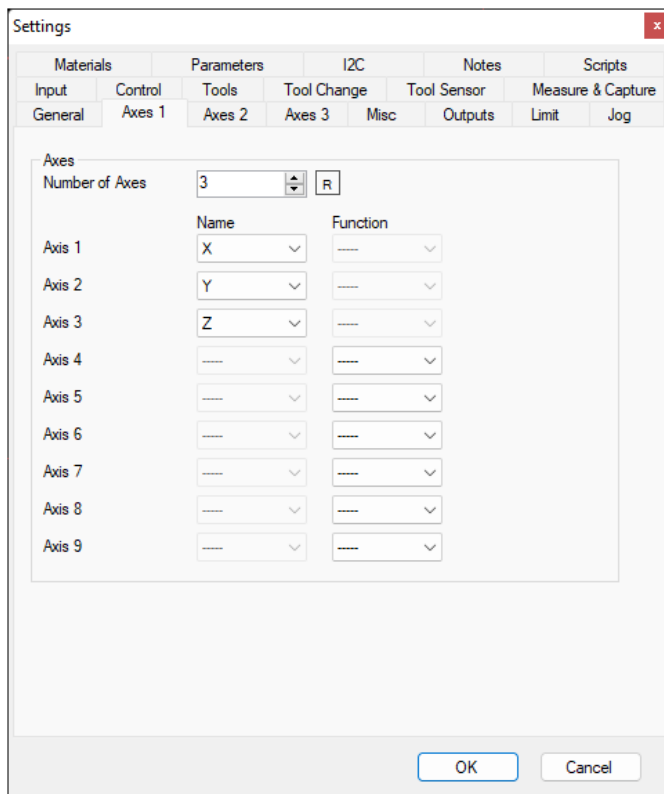 Settings x
Materials Parameters I2C Notes Scripts
Input Control Tools Tool Change Tool Sensor Measure & Capture
General Axes 1 Axes 2 Axes 3 Misc Outputs Limit Jog
Axes
Number of Axes 3 R
Name Function
Axis 1 X -----
Axis 2 Y -----
Axis 3 Z -----
Axis 4 ----- -----
Axis 5 ----- -----
Axis 6 ----- -----
Axis 7 ----- -----
Axis 8 ----- -----
Axis 9 ----- -----
OK Cancel